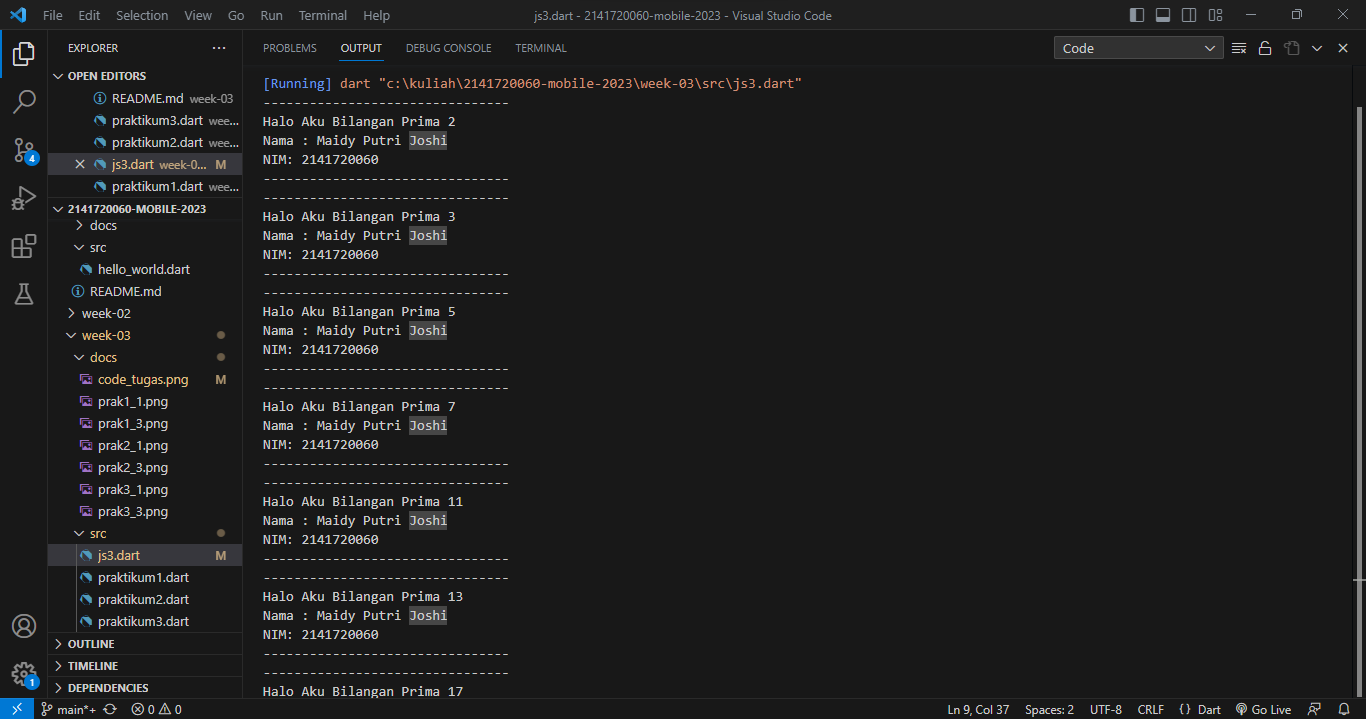 File Edit Selection View Go Run Terminal Help
js3.dart - 2141720060-mobile-2023 - Visual Studio Code
EXPLORER
OPEN EDITORS
README.md week-03
praktikum3.dart wee...
praktikum2.dart wee...
js3.dart week-0... M
praktikum1.dart wee...
2141720060-MOBILE-2023
docs
src
hello_world.dart
README.md
week-02
week-03
docs
code_tugas.png M
prak1_1.png
prak1_3.png
prak2_1.png
prak2_3.png
prak3_1.png
prak3_3.png
src
js3.dart M
praktikum1.dart
praktikum2.dart
praktikum3.dart
OUTLINE
TIMELINE
DEPENDENCIES
4
1
PROBLEMS OUTPUT DEBUG CONSOLE TERMINAL
Code
[Running] dart "c:\kuliah\2141720060-mobile-2023\week-03\src\js3.dart"
--------------------------------
Halo Aku Bilangan Prima 2
Nama : Maidy Putri Joshi
NIM: 2141720060
--------------------------------
--------------------------------
Halo Aku Bilangan Prima 3
Nama : Maidy Putri Joshi
NIM: 2141720060
--------------------------------
--------------------------------
Halo Aku Bilangan Prima 5
Nama : Maidy Putri Joshi
NIM: 2141720060
--------------------------------
--------------------------------
Halo Aku Bilangan Prima 7
Nama : Maidy Putri Joshi
NIM: 2141720060
--------------------------------
--------------------------------
Halo Aku Bilangan Prima 11
Nama : Maidy Putri Joshi
NIM: 2141720060
--------------------------------
--------------------------------
Halo Aku Bilangan Prima 13
Nama : Maidy Putri Joshi
NIM: 2141720060
--------------------------------
--------------------------------
Halo Aku Bilangan Prima 17
main*+ 0 0
Ln 9, Col 37 Spaces: 2 UTF-8 CRLF {} Dart Go Live